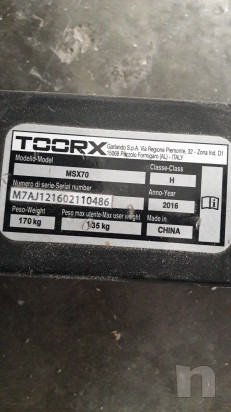 TOORX
Garlando S.p.A. Via Regione Piemonte, 32 - Zona Ind. D1
15068 Pozzolo Formigaro (AL) - ITALY
Modello-Model Classe-Class
MSX70 H
Numero di serie-Serial number Anno-Year
M7AJ121602110486 2016
Peso-Weight Peso max utente-Max user weight Made in
170 kg 135 kg CHINA
n